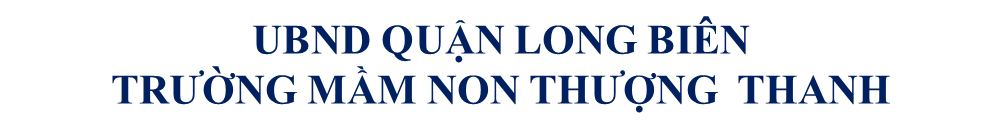 UBND QUẬN LONG BIÊN
TRƯỜNG MẦM NON THƯỢNG  THANH